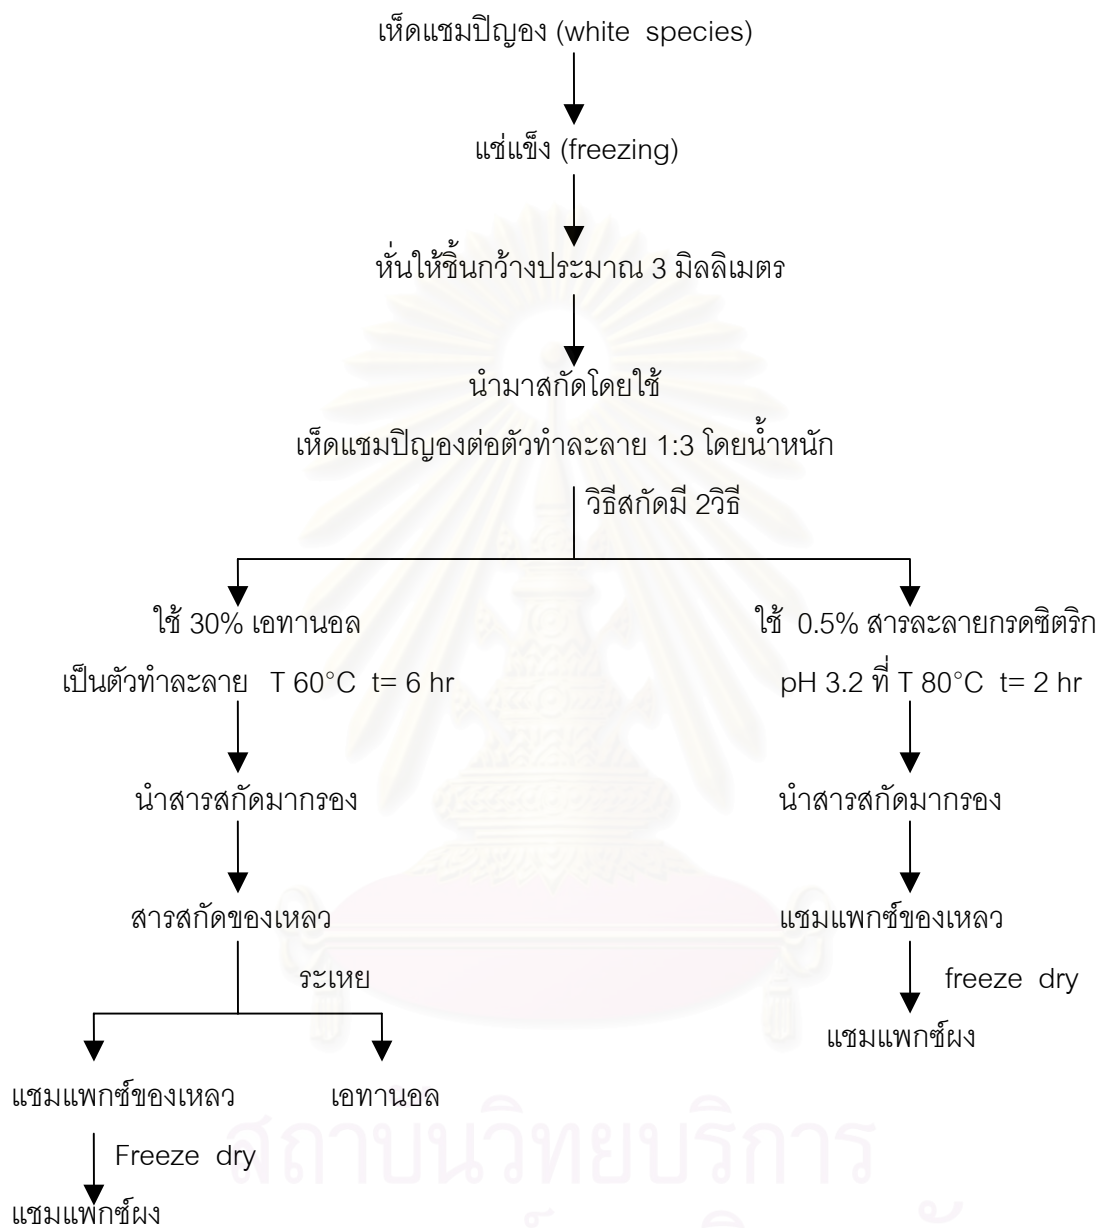 เห็ดแชมปิญอง (white species)
แช่แข็ง (freezing)
หั่นให้ชิ้นกว้างประมาณ 3 มิลลิเมตร
นำมาสกัดโดยใช้
เห็ดแชมปิญองต่อตัวทำละลาย 1:3 โดยน้ำหนัก
วิธีสกัดมี 2วิธี
ใช้ 30% เอทานอล
เป็นตัวทำละลาย T 60°C t= 6 hr
นำสารสกัดมากรอง
สารสกัดของเหลว
ระเหย
แชมแพกซ์ของเหลว
เอทานอล
Freeze dry
แชมแพกซ์ผง
ใช้ 0.5% สารละลายกรดซิตริก
pH 3.2 ที่ T 80°C t= 2 hr
นำสารสกัดมากรอง
แชมแพกซ์ของเหลว
freeze dry
แชมแพกซ์ผง
สถาบันวิทยบริการ